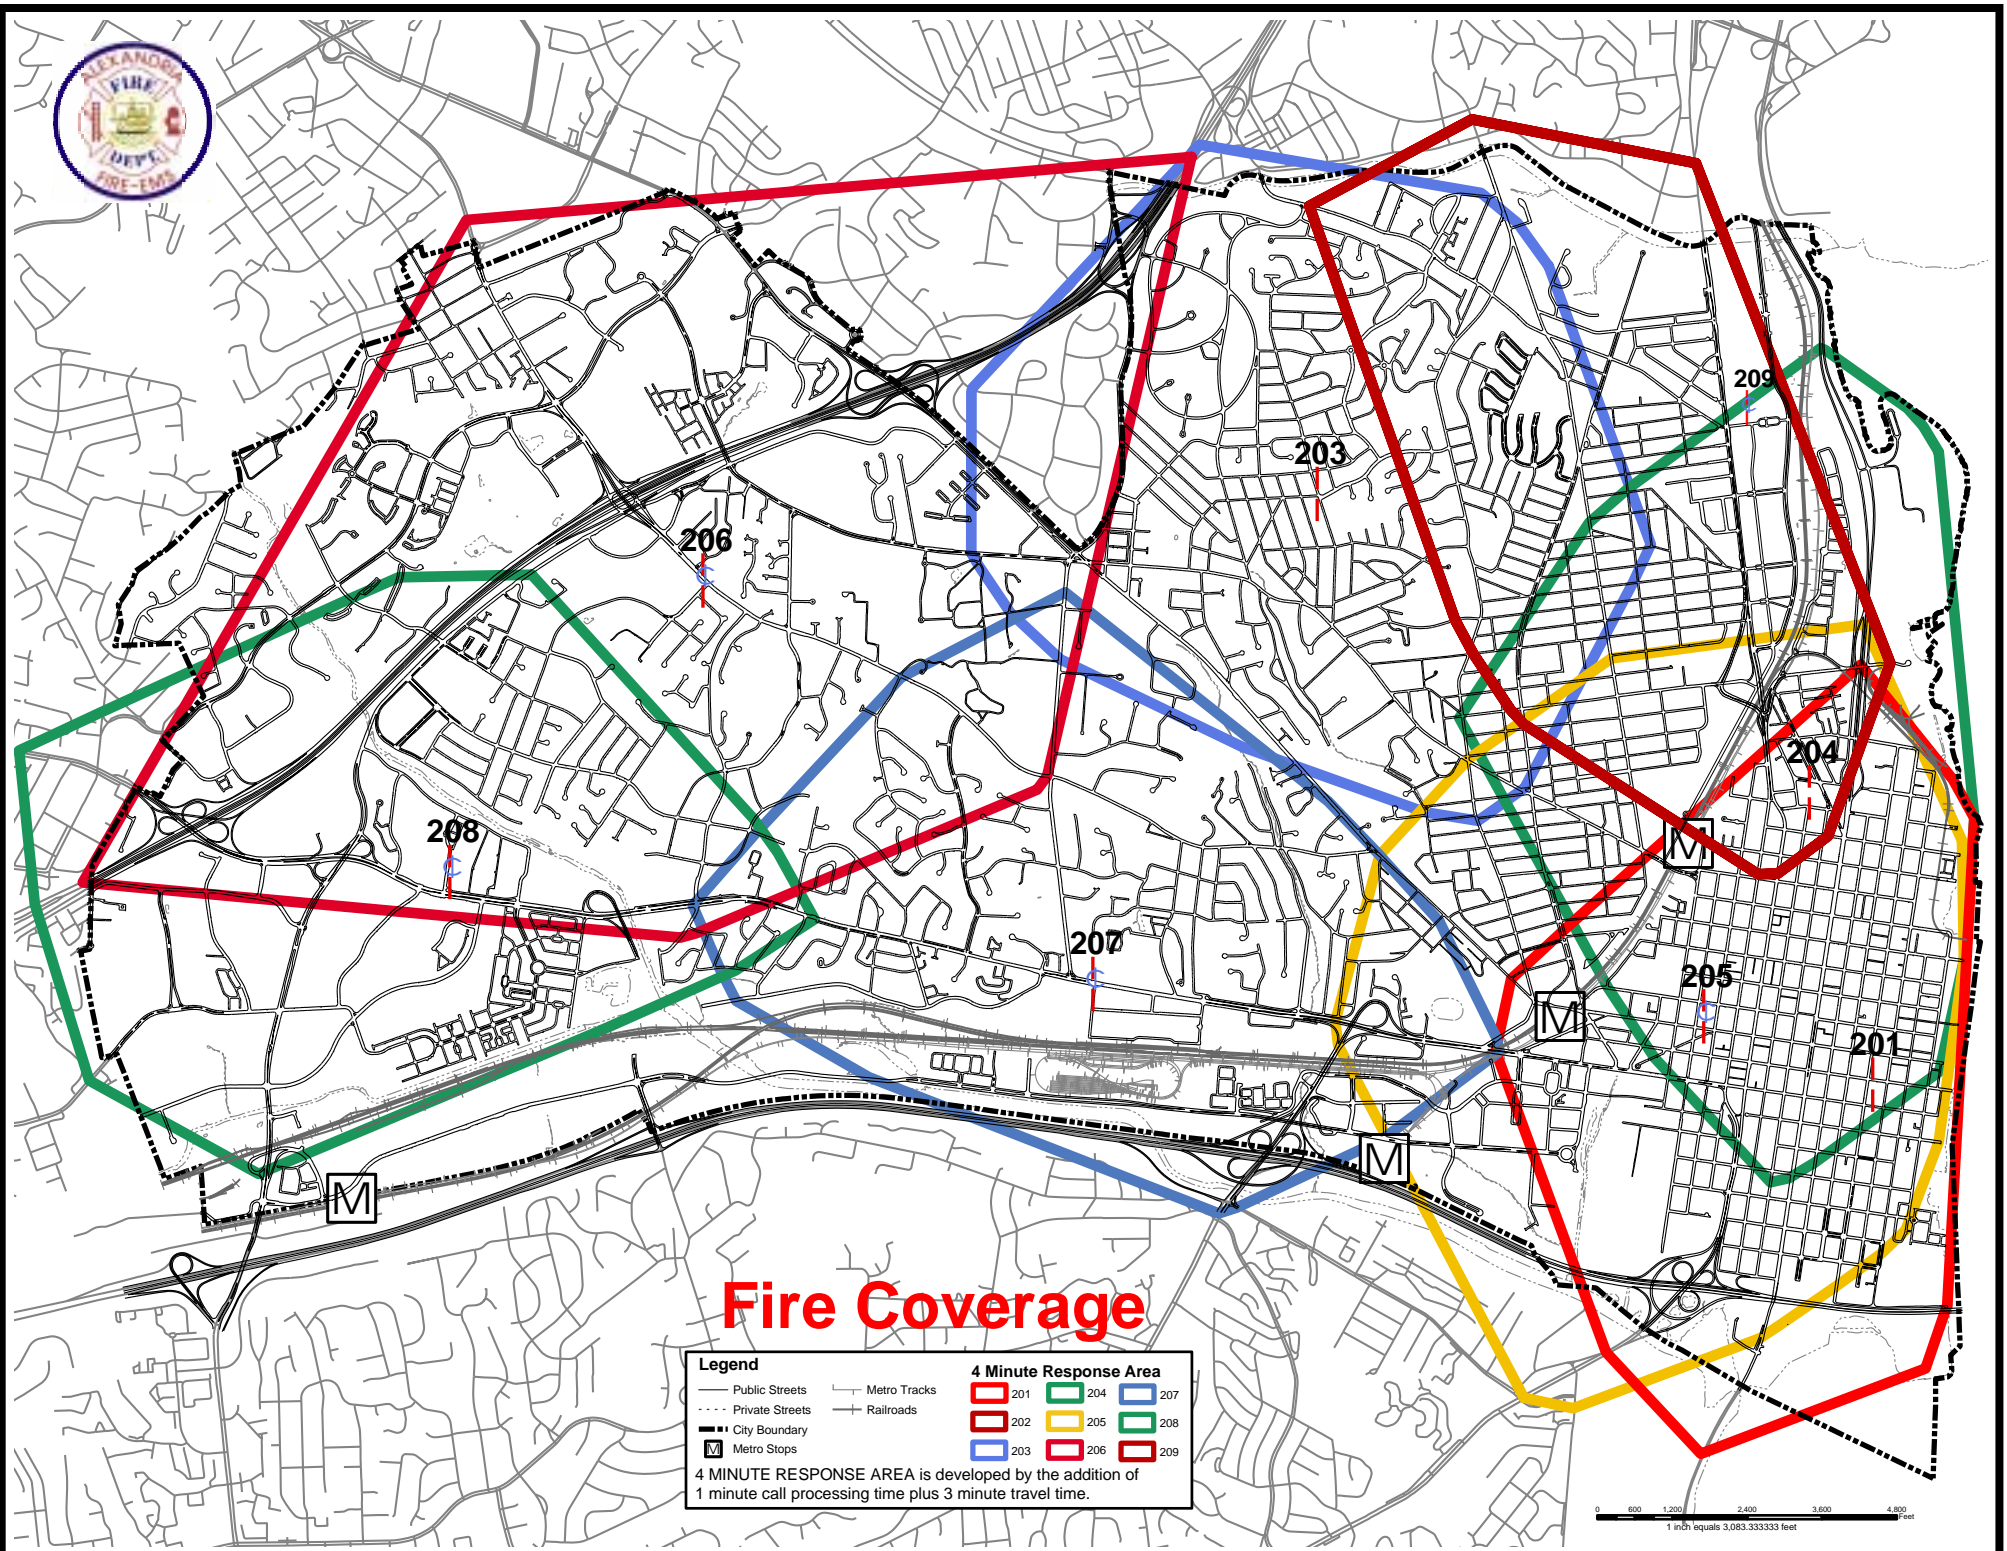 ALEXANDRIA
FIRE
DEPT.
FIRE-EMS
209
203
206
204
208
207
205
201
M
M
M
M
Fire Coverage
Legend
Public Streets
Private Streets
City Boundary
M Metro Stops
Metro Tracks
Railroads
4 Minute Response Area
201 204 207
202 205 208
203 206 209
4 MINUTE RESPONSE AREA is developed by the addition of
1 minute call processing time plus 3 minute travel time.
0 600 1,200 2,400 3,600 4,800
Feet
1 inch equals 3,083.333333 feet